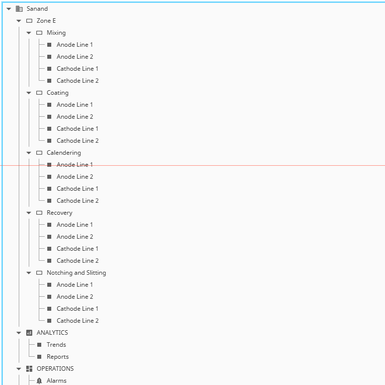 Sanand
Zone E
Mixing
Anode Line 1
Anode Line 2
Cathode Line 1
Cathode Line 2
Coating
Anode Line 1
Anode Line 2
Cathode Line 1
Cathode Line 2
Calendering
Anode Line 1
Anode Line 2
Cathode Line 1
Cathode Line 2
Recovery
Anode Line 1
Anode Line 2
Cathode Line 1
Cathode Line 2
Notching and Slitting
Anode Line 1
Anode Line 2
Cathode Line 1
Cathode Line 2
ANALYTICS
Trends
Reports
OPERATIONS
Alarms